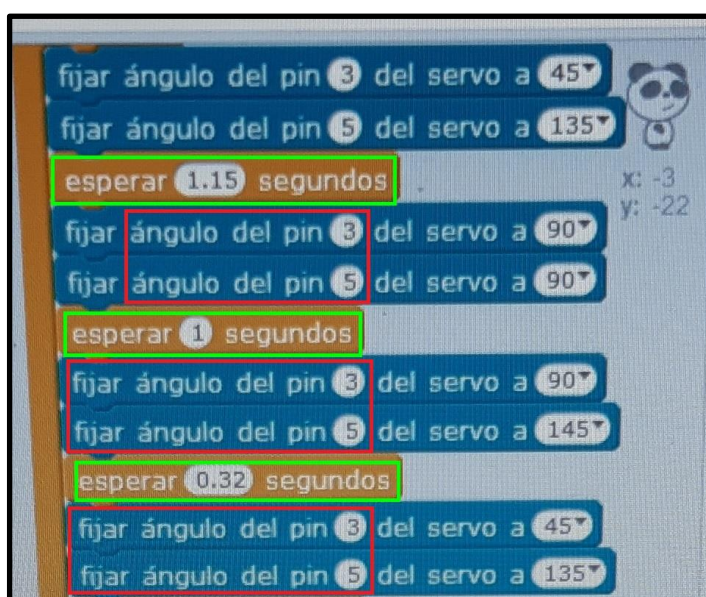 fijar ángulo del pin 3 del servo a 45
fijar ángulo del pin 5 del servo a 135
esperar 1.15 segundos
x: -3
y: -22
fijar ángulo del pin 3 del servo a 90
fijar ángulo del pin 5 del servo a 90
esperar 1 segundos
fijar ángulo del pin 3 del servo a 90
fijar ángulo del pin 5 del servo a 145
esperar 0.32 segundos
fijar ángulo del pin 3 del servo a 45
fijar ángulo del pin 5 del servo a 135